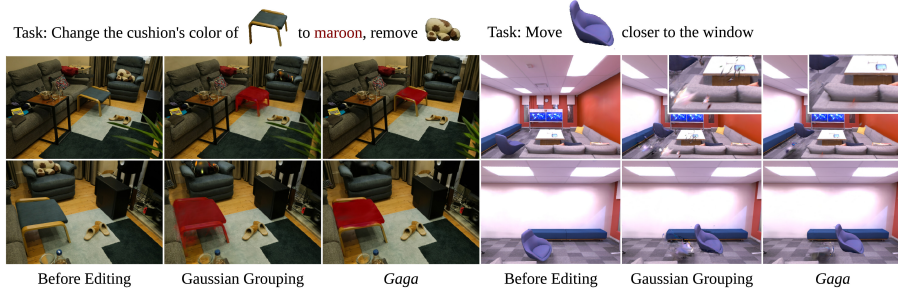 Task: Change the cushion's color of to maroon, remove
Task: Move closer to the window
Before Editing
Gaussian Grouping
Gaga
Before Editing
Gaussian Grouping
Gaga